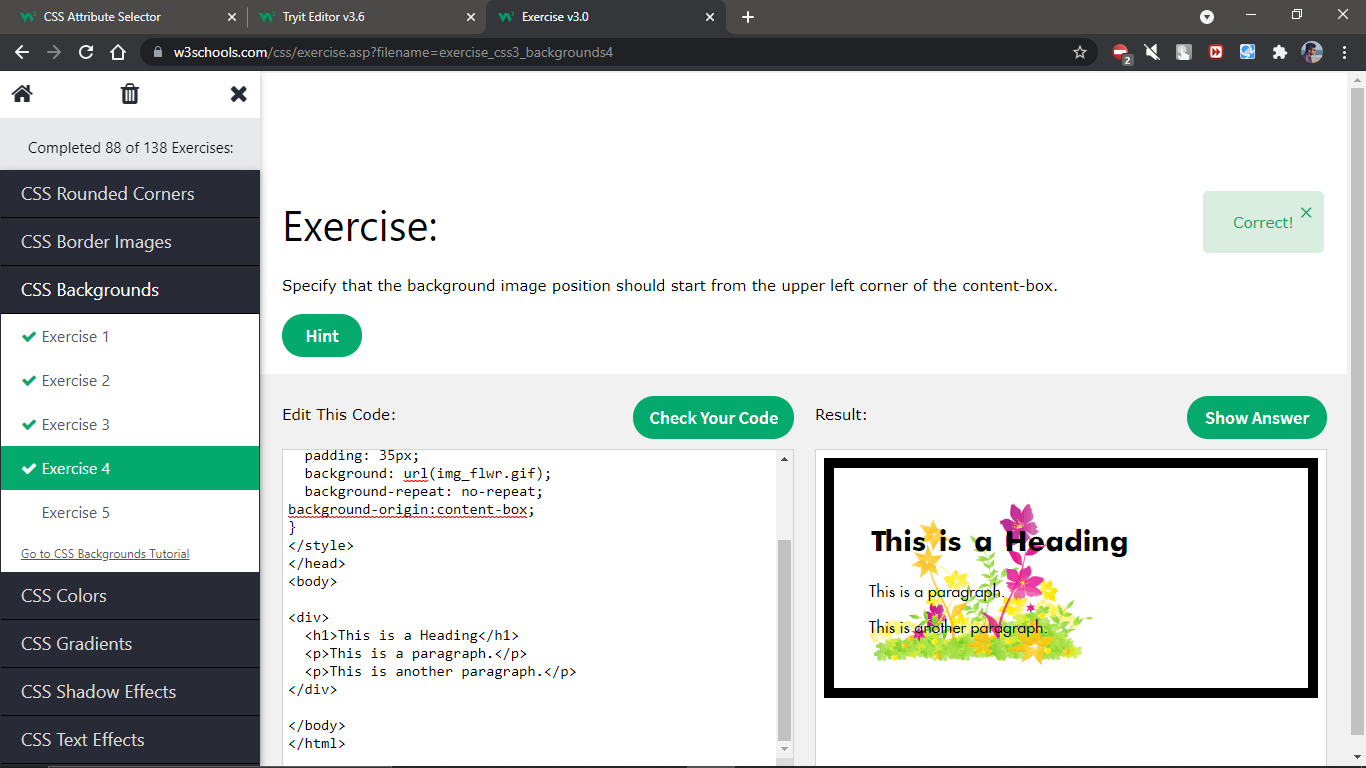 CSS Attribute Selector
Tryit Editor v3.6
Exercise v3.0
w3schools.com/css/exercise.asp?filename=exercise_css3_backgrounds4
2
Completed 88 of 138 Exercises:
CSS Rounded Corners
CSS Border Images
CSS Backgrounds
Exercise 1
Exercise 2
Exercise 3
Exercise 4
Exercise 5
Go to CSS Backgrounds Tutorial
CSS Colors
CSS Gradients
CSS Shadow Effects
CSS Text Effects
Exercise:
Correct!
Specify that the background image position should start from the upper left corner of the content-box.
Hint
Edit This Code:
Check Your Code
padding: 35px;
background: url(img_flwr.gif);
background-repeat: no-repeat;
background-origin:content-box;
}
</style>
</head>
<body>
<div>
<h1>This is a Heading</h1>
<p>This is a paragraph.</p>
<p>This is another paragraph.</p>
</div>
</body>
</html>
Result:
Show Answer
This is a Heading
This is a paragraph.
This is another paragraph.